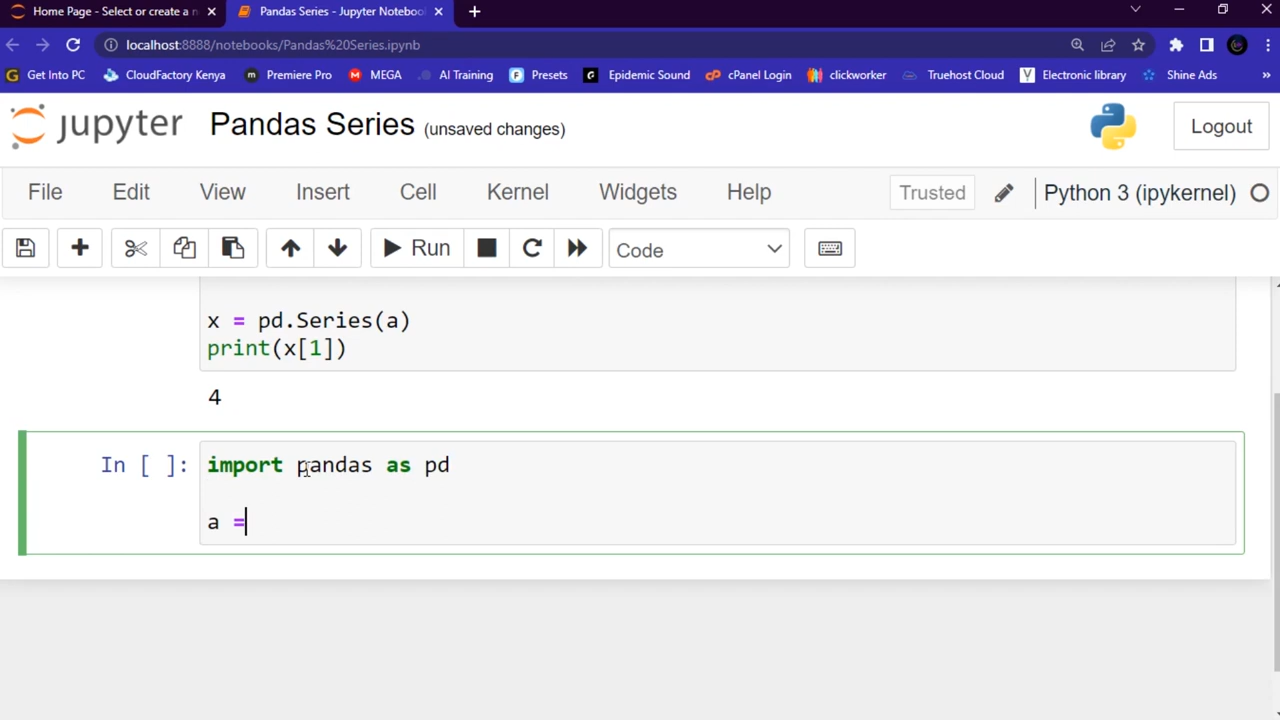 Home Page - Select or create a n
Pandas Series - Jupyter Noteboo
localhost:8888/notebooks/Pandas%20Series.ipynb
Get Into PC CloudFactory Kenya Premiere Pro MEGA AI Training Presets Epidemic Sound cPanel Login clickworker Truehost Cloud Electronic library Shine Ads »
jupyter Pandas Series (unsaved changes) Logout
File Edit View Insert Cell Kernel Widgets Help Trusted Python 3 (ipykernel)
Run Code
x = pd.Series(a)
print(x[1])
4
In [ ]: import pandas as pd
a =